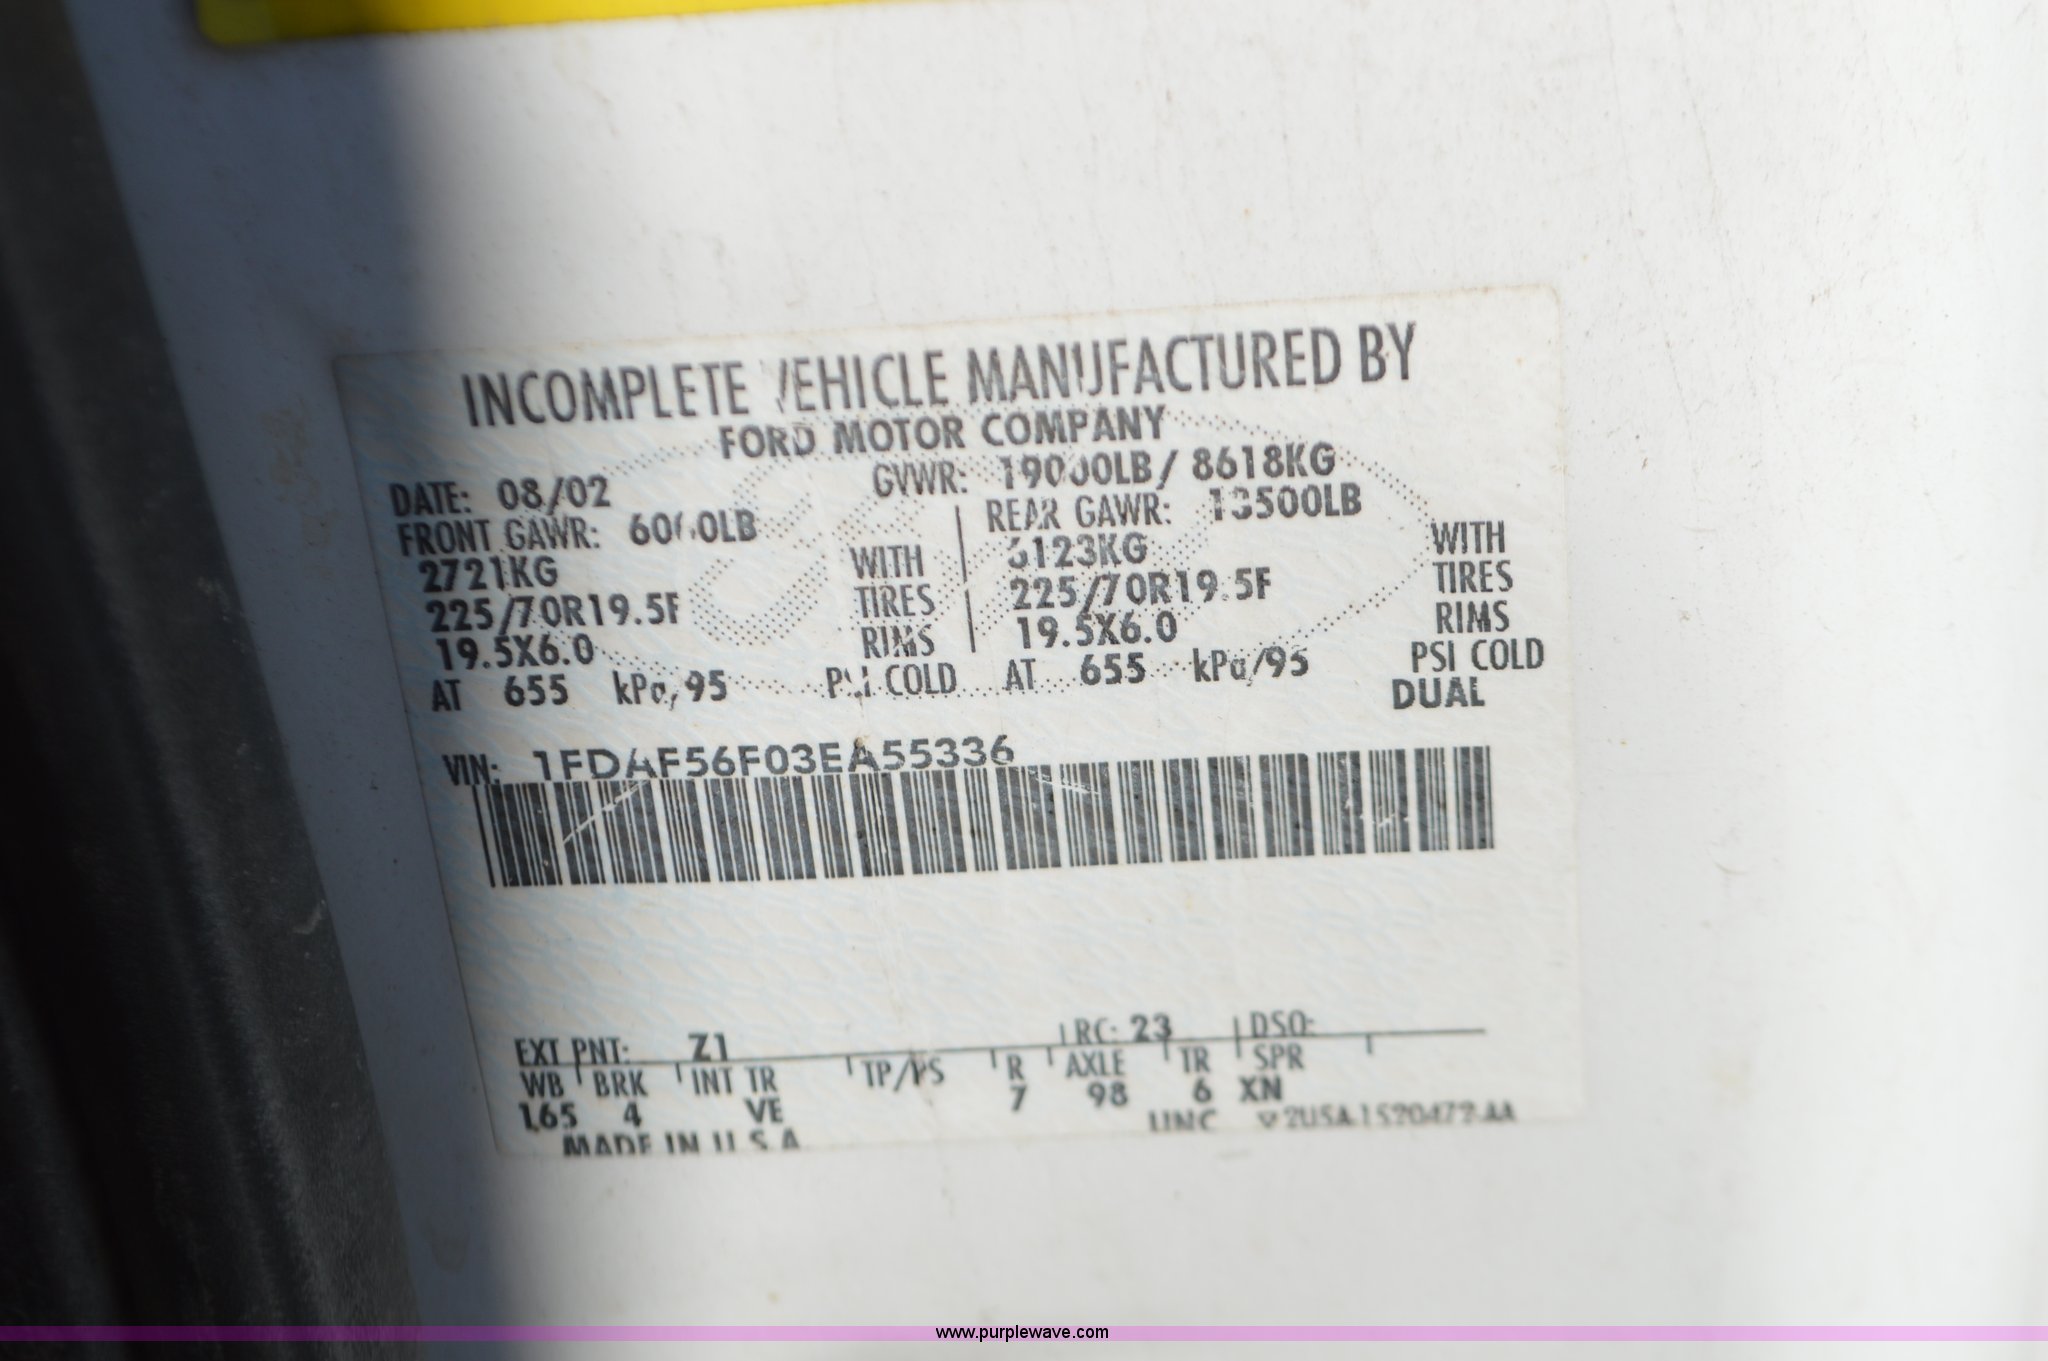 INCOMPLETE VEHICLE MANUFACTURED BY
FORD MOTOR COMPANY
DATE: 08/02 GVWR: 19000LB/ 8618KG
FRONT GAWR: 6000LB REAR GAWR: 13500LB
2721KG WITH 6123KG WITH
225/70R19.5F TIRES 225/70R19.5F TIRES
19.5X6.0 RIMS 19.5X6.0 RIMS
AT 655 kPa/95 PSI COLD AT 655 kPa/95 PSI COLD
DUAL
VIN: 1FDAF56F03EA55336
EXT PNT: Z1 RC: 23 DSO:
WB BRK INT TR TP/PS R AXLE TR SPR
165 4 VE 7 98 6 XN
MADE IN U.S.A.
www.purplewave.com